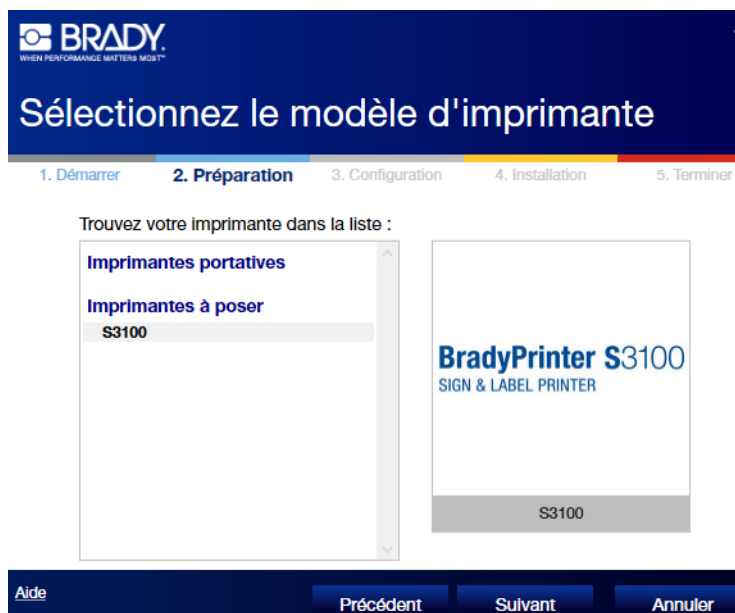 BRADY.
WHEN PERFORMANCE MATTERS MOST™
Sélectionnez le modèle d'imprimante
1. Démarrer 2. Préparation 3. Configuration 4. Installation 5. Terminer
Trouvez votre imprimante dans la liste :
Imprimantes portatives
Imprimantes à poser
S3100
BradyPrinter S3100
SIGN & LABEL PRINTER
S3100
Aide Précédent Suivant Annuler